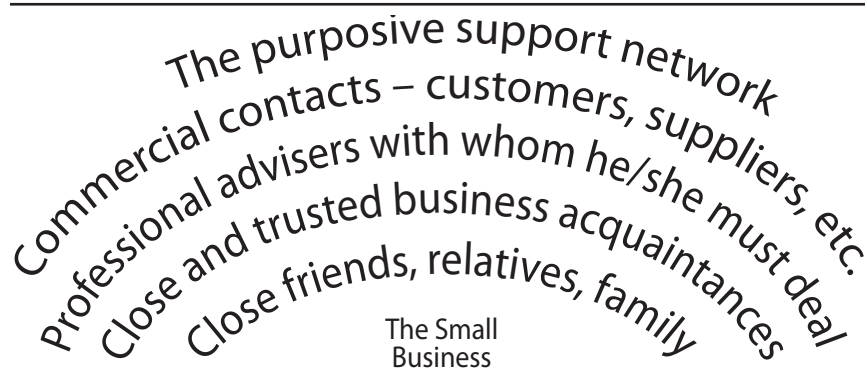 The purposive support network
Commercial contacts – customers, suppliers, etc.
Professional advisers with whom he/she must deal
Close and trusted business acquaintances
Close friends, relatives, family
The Small
Business